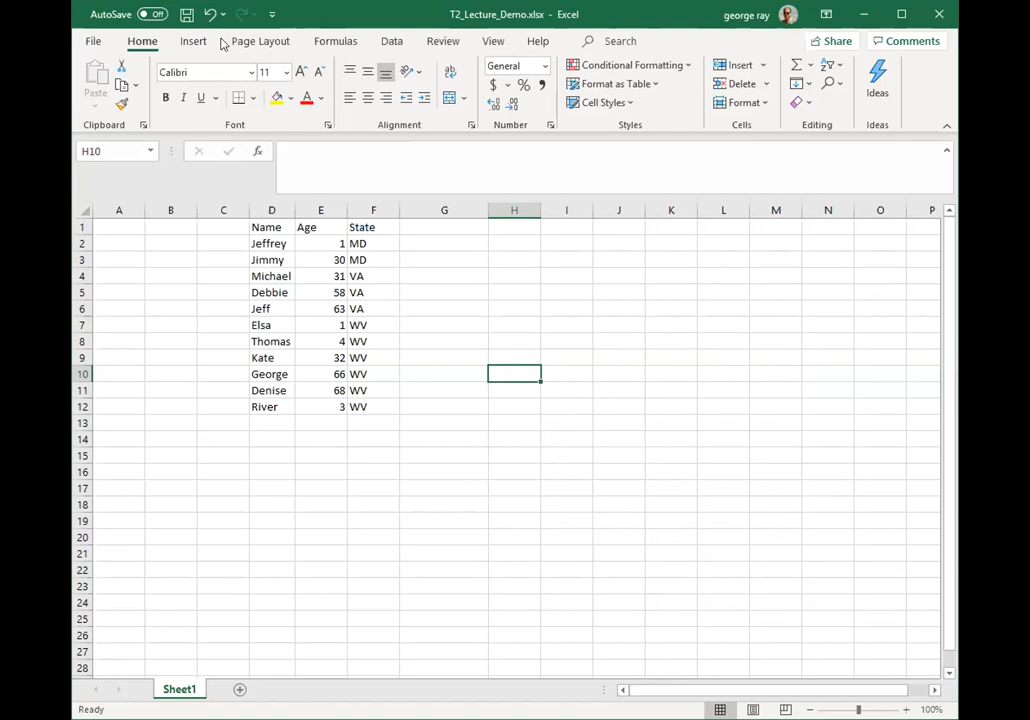 AutoSave Off T2_Lecture_Demo.xlsx - Excel george ray
File Home Insert Page Layout Formulas Data Review View Help Search Share Comments
Paste Calibri 11 A A General Conditional Formatting Insert Ideas
B I U A $ % , Format as Table Delete
Cell Styles Format
Clipboard Font Alignment Number Styles Cells Editing Ideas
H10 fx
A B C D E F G H I J K L M N O P
1 Name Age State
2 Jeffrey 1 MD
3 Jimmy 30 MD
4 Michael 31 VA
5 Debbie 58 VA
6 Jeff 63 VA
7 Elsa 1 WV
8 Thomas 4 WV
9 Kate 32 WV
10 George 66 WV
11 Denise 68 WV
12 River 3 WV
13
14
15
16
17
18
19
20
21
22
23
24
25
26
27
28
Sheet1
Ready 100%